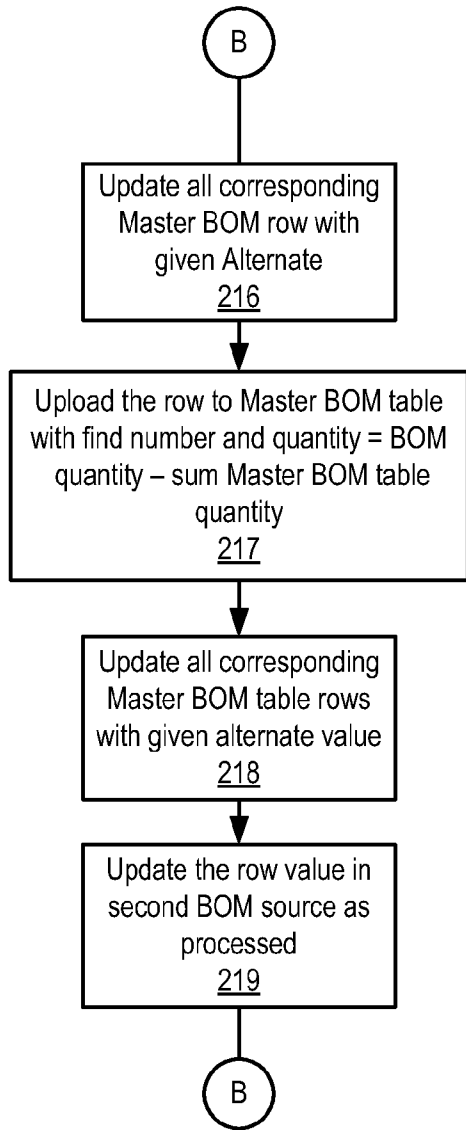 B
Update all corresponding
Master BOM row with
given Alternate
216
Upload the row to Master BOM table
with find number and quantity = BOM
quantity – sum Master BOM table
quantity
217
Update all corresponding
Master BOM table rows
with given alternate value
218
Update the row value in
second BOM source as
processed
219
B